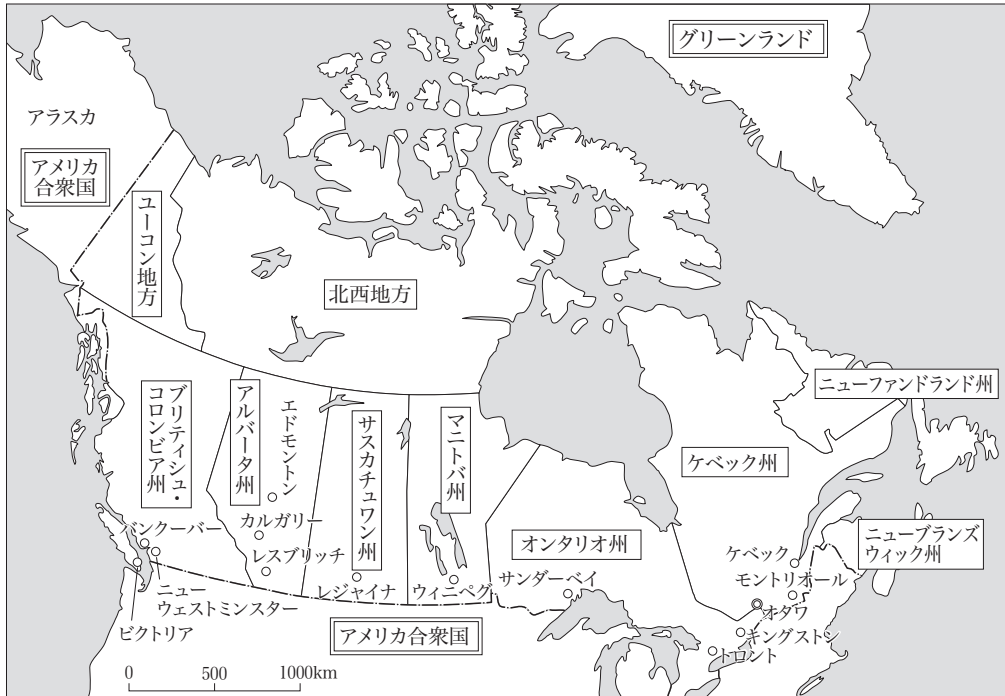 グリーンランド
アラスカ
アメリカ
合衆国
ユーコン地方
北西地方
ブリティシュ・
コロンビア州
アルバータ州
エドモントン
サスカチュワン州
マニトバ州
ニューファンドランド州
ケベック州
バンクーバー
カルガリー
レスブリッチ
オンタリオ州
ニューブランズ
ウィック州
ケベック
モントリオール
サンダーベイ
レジャイナ
ウィニペグ
ニュー
ウェストミンスター
ビクトリア
オタワ
キングストン
トロント
アメリカ合衆国
0 500 1000km